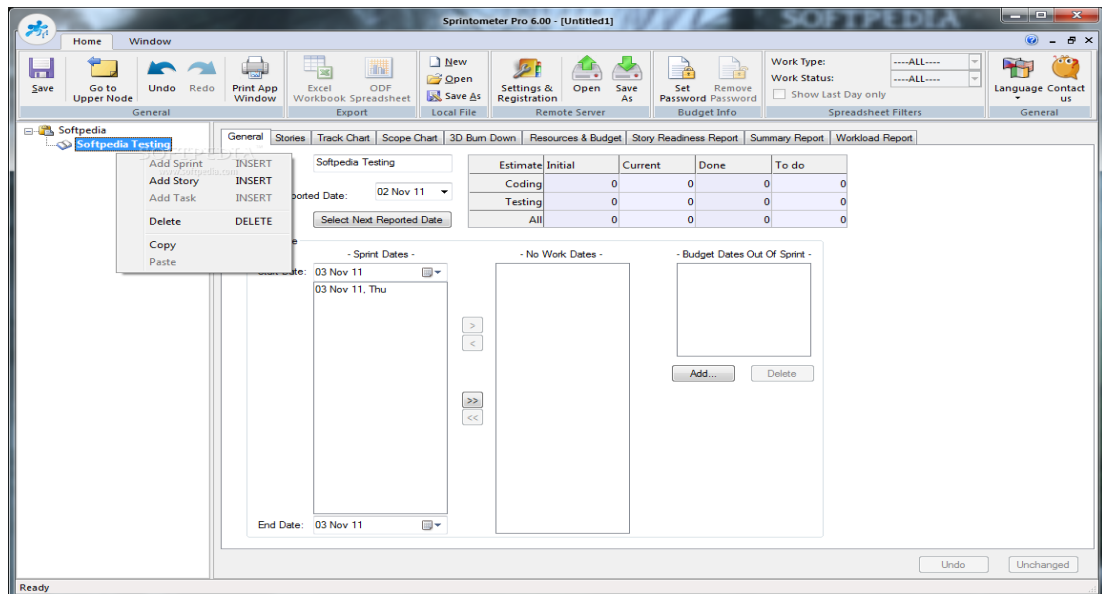 Sprintometer Pro 6.00 - [Untitled1]
SOFTPEDIA
Home Window
Save
Go to Upper Node
Undo Redo
Print App Window
Excel Workbook
ODF Spreadsheet
New
Open
Save As
Settings & Registration
Open
Save As
Set Password
Remove Password
Work Type: ----ALL----
Work Status: ----ALL----
Show Last Day only
Language
Contact us
General Export Local File Remote Server Budget Info Spreadsheet Filters General
Softpedia
Softpedia Testing
SOFTPEDIA
www.softpedia.com
Add Sprint INSERT
Add Story INSERT
Add Task INSERT
Delete DELETE
Copy
Paste
General Stories Track Chart Scope Chart 3D Burn Down Resources & Budget Story Readiness Report Summary Report Workload Report
Softpedia Testing
Date: 02 Nov 11
Select Next Reported Date
Estimate Initial Current Done To do
Coding 0 0 0 0
Testing 0 0 0 0
All 0 0 0 0
- Sprint Dates - - No Work Dates - - Budget Dates Out Of Sprint -
03 Nov 11
03 Nov 11, Thu
>
<
>>
<<
Add... Delete
End Date: 03 Nov 11
Undo Unchanged
Ready